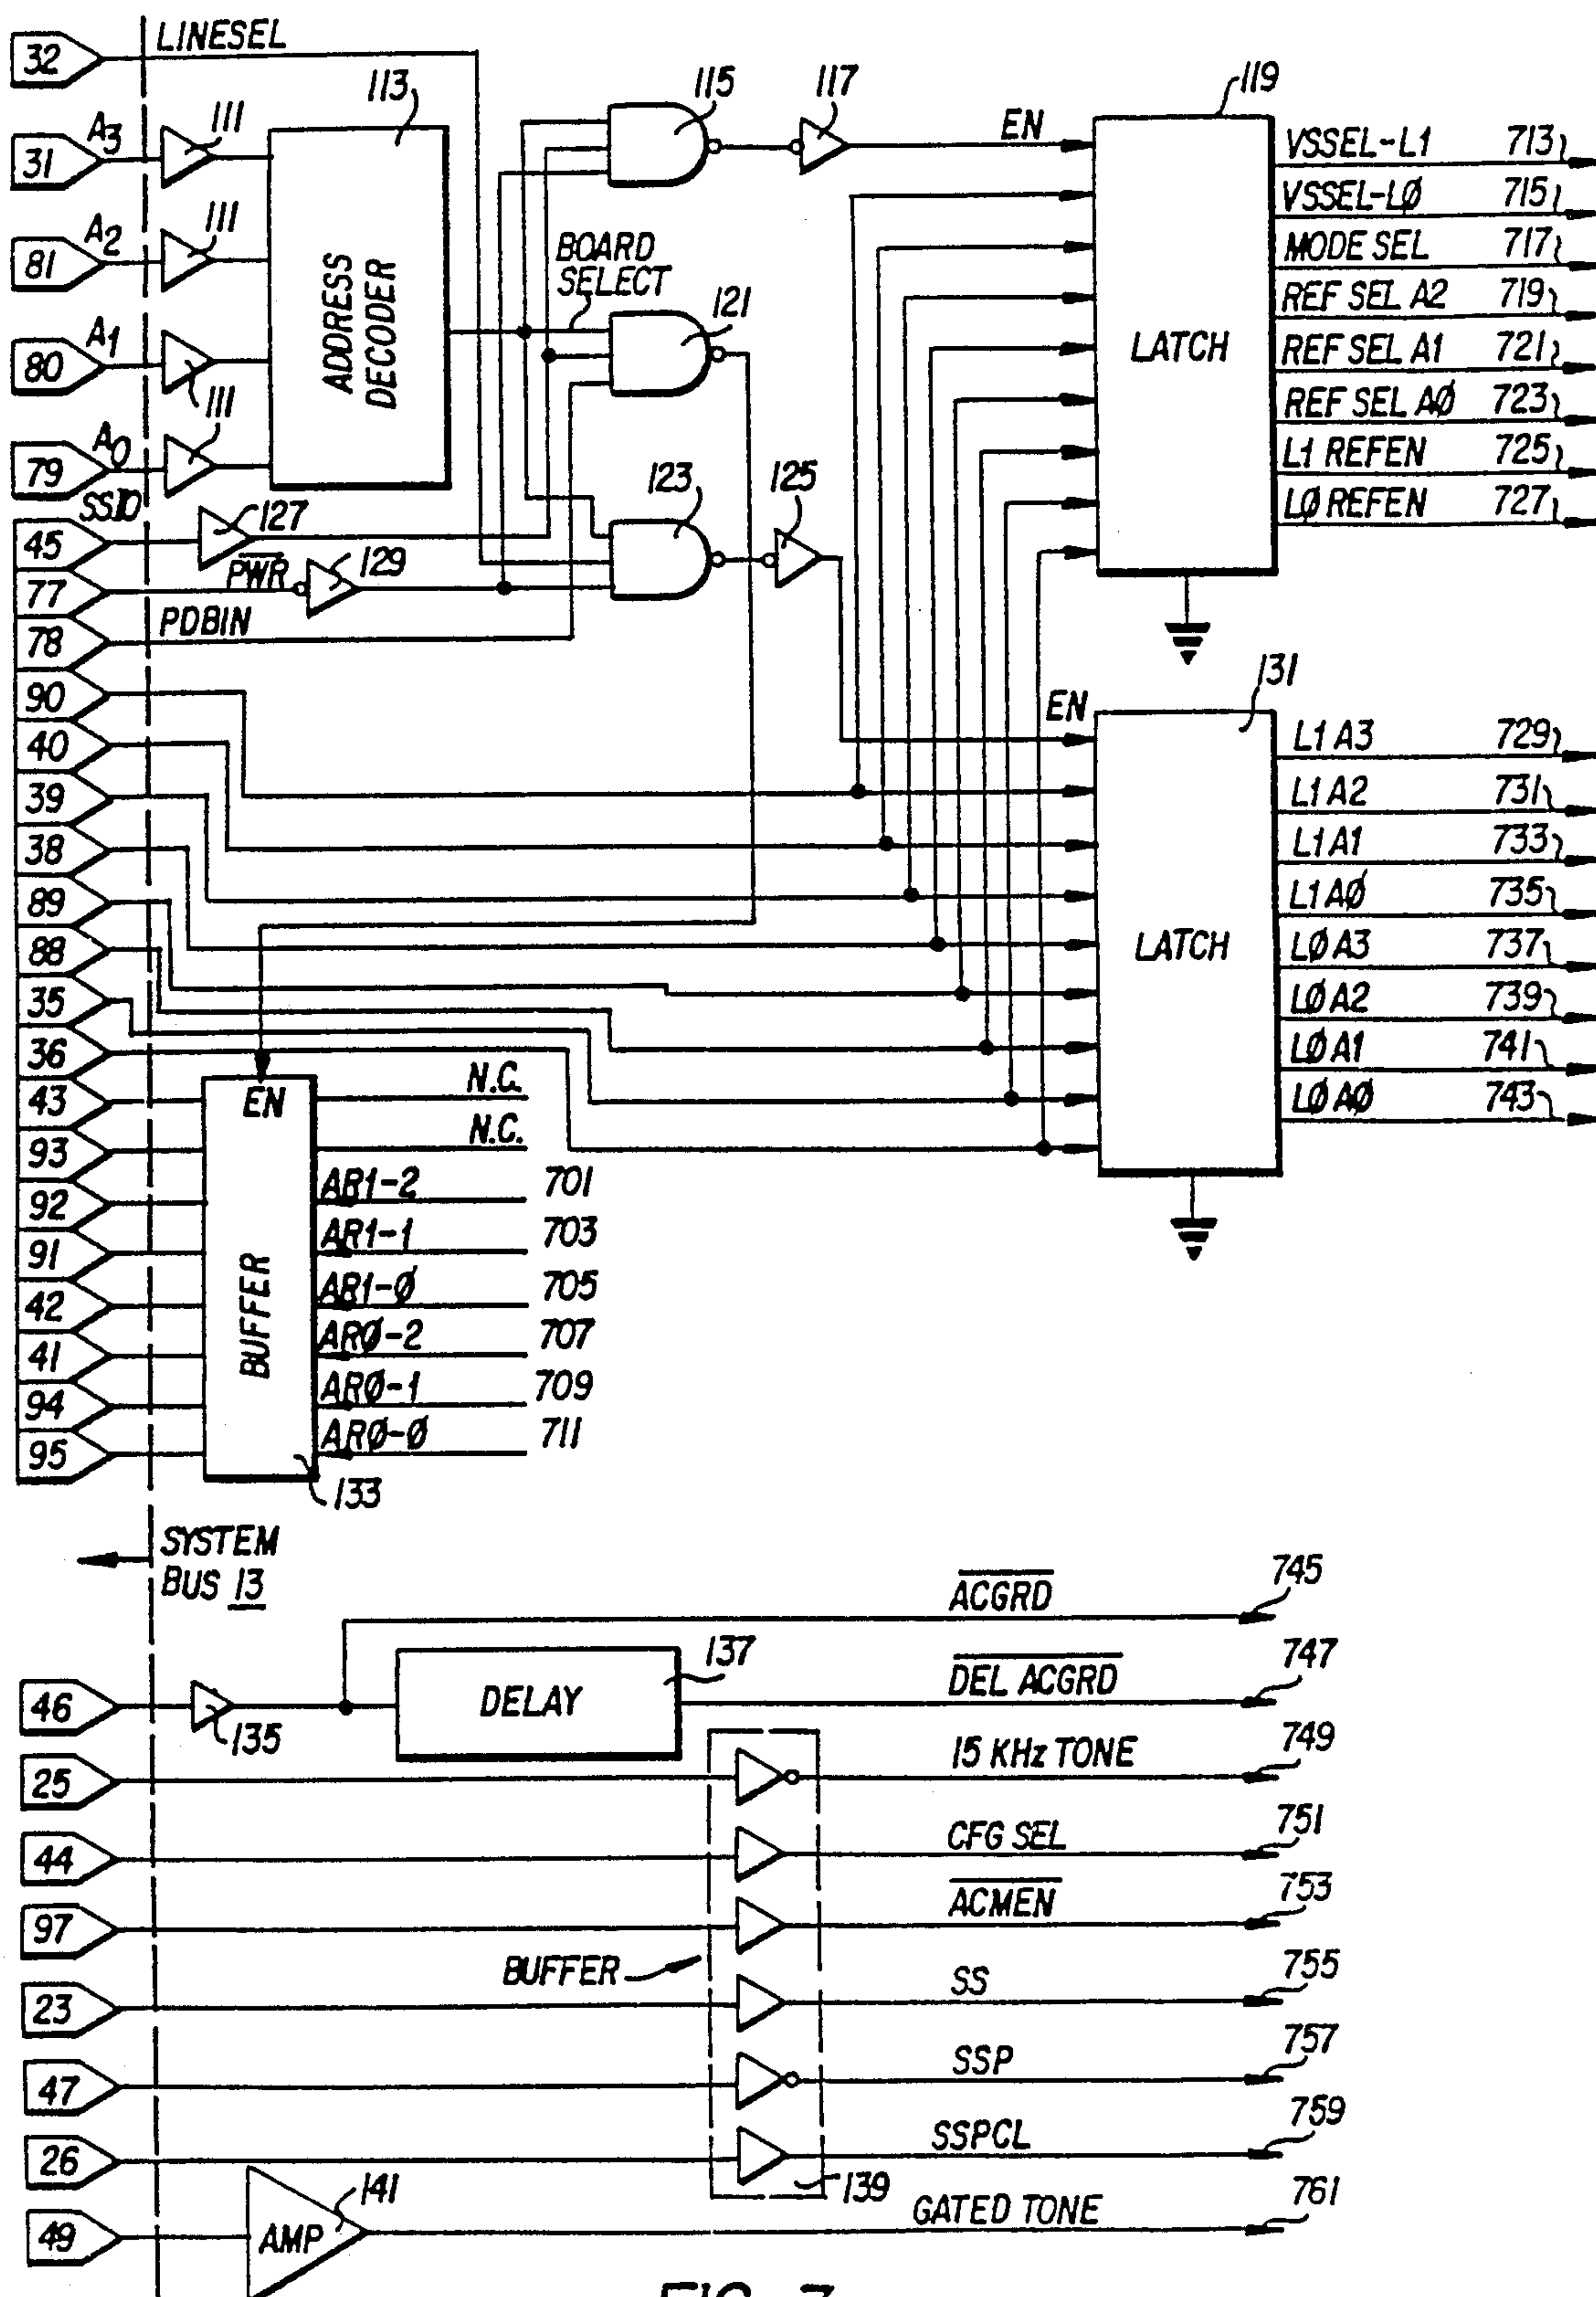 32 LINESEL
31 A3 111
81 A2 111
80 A1 111
79 A0 111
113
ADDRESS
DECODER
115 117 EN
119
LATCH
BOARD
SELECT
121
123 125
45 SSIO 127
77 PWR 129
78 PDBIN
90
40
39
38
89
88
35
36
VSSEL-L1 713
VSSEL-LØ 715
MODE SEL 717
REF SEL A2 719
REF SEL A1 721
REF SEL AØ 723
L1 REFEN 725
LØ REFEN 727
EN
131
LATCH
L1 A3 729
L1 A2 731
L1 A1 733
L1 AØ 735
LØ A3 737
LØ A2 739
LØ A1 741
LØ AØ 743
EN
BUFFER
43 N.C.
93 N.C.
92 AR1-2 701
91 AR1-1 703
42 AR1-Ø 705
41 ARØ-2 707
94 ARØ-1 709
95 ARØ-Ø 711
133
SYSTEM
BUS 13
ACGRD 745
46 135 DELAY 137 DEL ACGRD 747
25 15 KHz TONE 749
44 CFG SEL 751
97 ACMEN 753
BUFFER
23 SS 755
47 SSP 757
26 SSPCL 759
139
49 AMP 141 GATED TONE 761